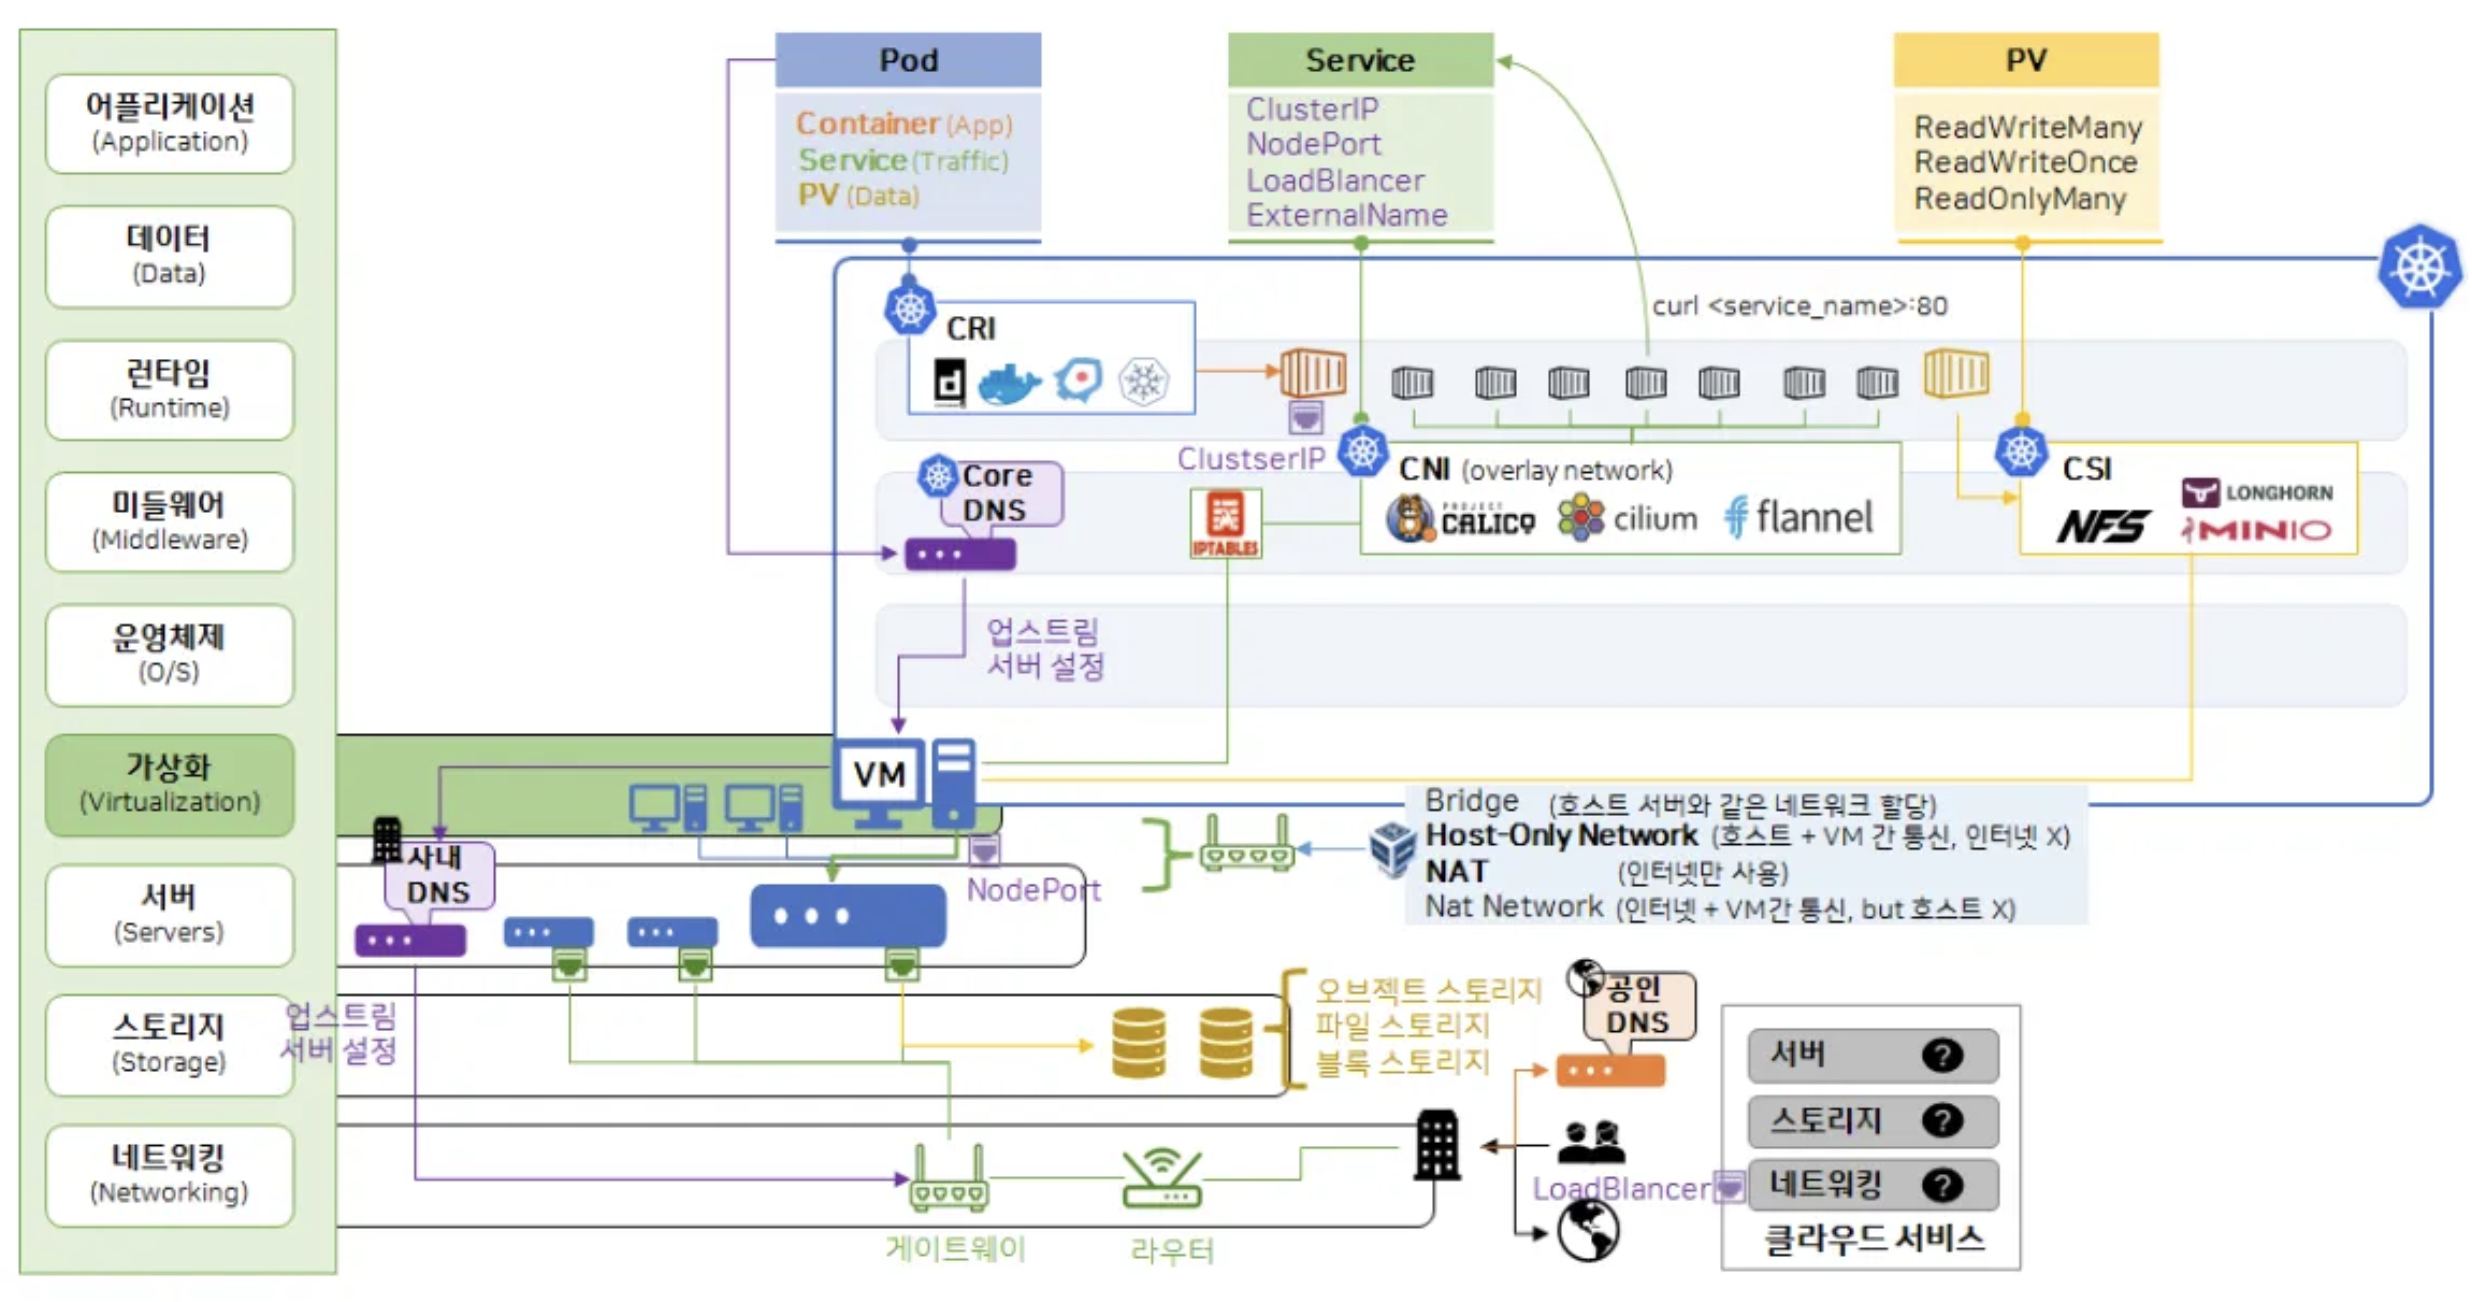 어플리케이션
(Application)
데이터
(Data)
런타임
(Runtime)
미들웨어
(Middleware)
운영체제
(O/S)
가상화
(Virtualization)
서버
(Servers)
스토리지
(Storage)
네트워킹
(Networking)
Pod
Container (App)
Service (Traffic)
PV (Data)
Service
ClusterIP
NodePort
LoadBlancer
ExternalName
PV
ReadWriteMany
ReadWriteOnce
ReadOnlyMany
curl <service_name>:80
CRI
ClustserIP
Core
DNS
IPTABLES
CNI (overlay network)
PROJECT
CALICO
cilium
flannel
CSI
NFS
LONGHORN
MINIO
업스트림
서버 설정
VM
사내
DNS
NodePort
Bridge (호스트 서버와 같은 네트워크 할당)
Host-Only Network (호스트 + VM 간 통신, 인터넷 X)
NAT (인터넷만 사용)
Nat Network (인터넷 + VM간 통신, but 호스트 X)
업스트림
서버 설정
오브젝트 스토리지
파일 스토리지
블록 스토리지
공인
DNS
LoadBlancer
게이트웨이
라우터
서버 ?
스토리지 ?
네트워킹 ?
클라우드 서비스